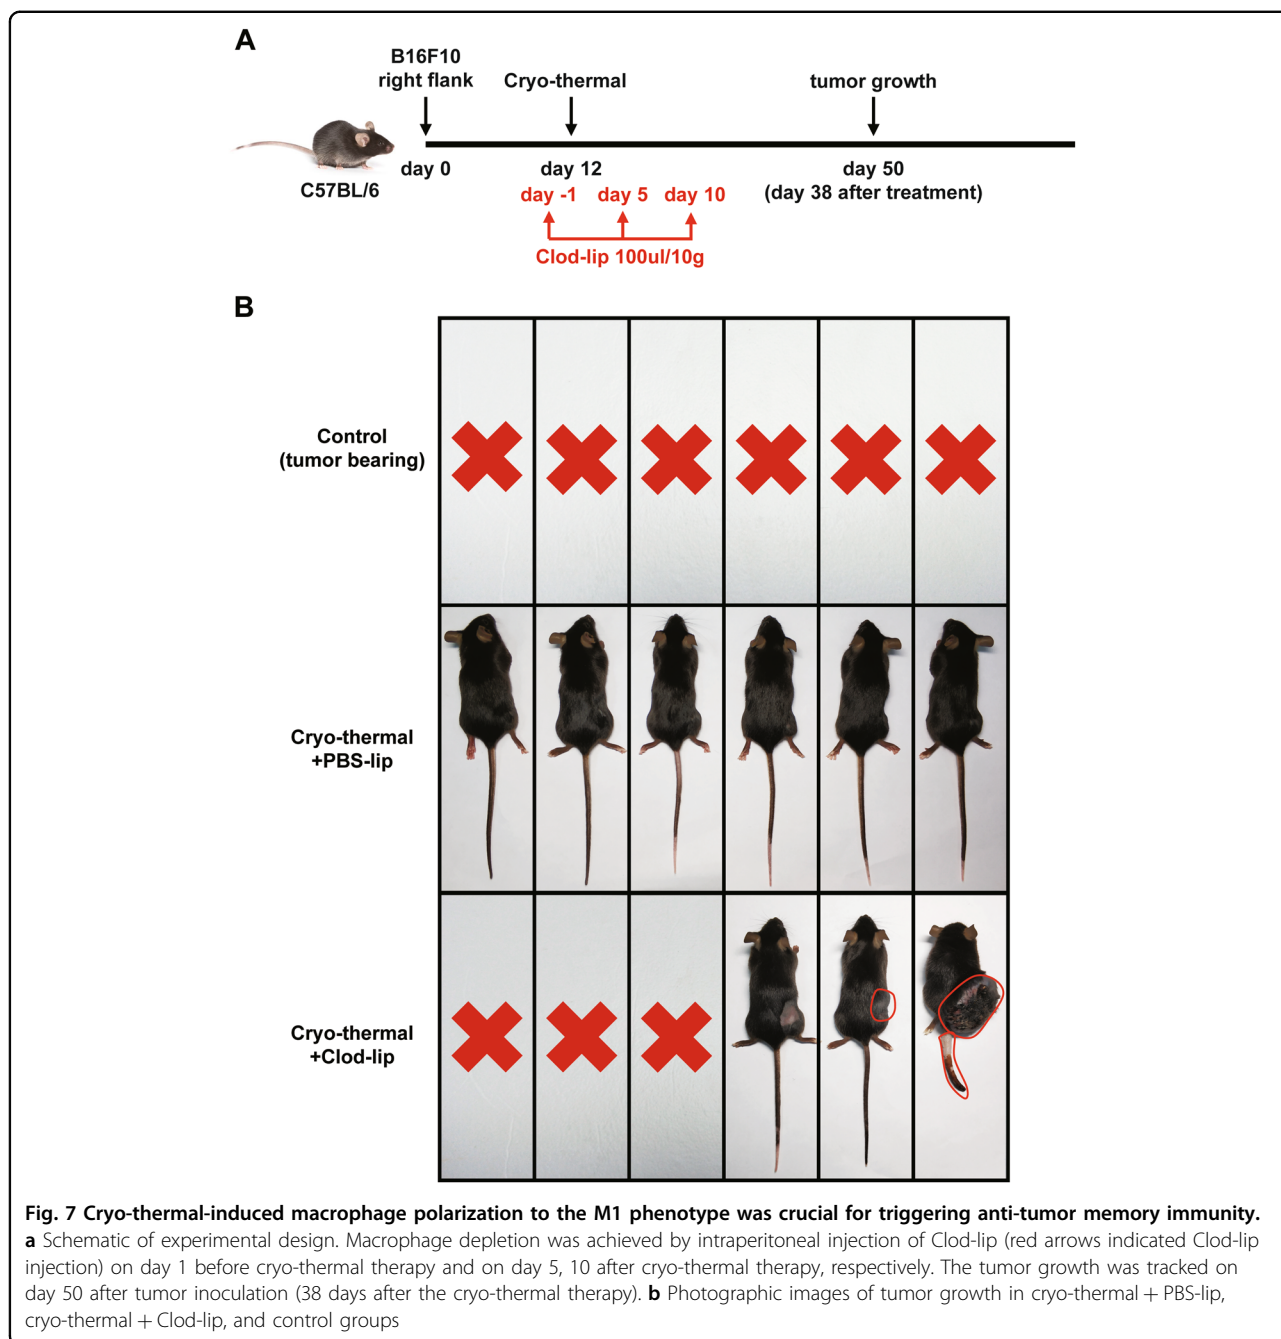 A
B16F10
right flank
Cryo-thermal
tumor growth
C57BL/6
day 0
day 12
day 50
(day 38 after treatment)
day -1
day 5
day 10
Clod-lip 100ul/10g
B
Control
(tumor bearing)
Cryo-thermal
+PBS-lip
Cryo-thermal
+Clod-lip
Fig. 7 Cryo-thermal-induced macrophage polarization to the M1 phenotype was crucial for triggering anti-tumor memory immunity.
a Schematic of experimental design. Macrophage depletion was achieved by intraperitoneal injection of Clod-lip (red arrows indicated Clod-lip
injection) on day 1 before cryo-thermal therapy and on day 5, 10 after cryo-thermal therapy, respectively. The tumor growth was tracked on
day 50 after tumor inoculation (38 days after the cryo-thermal therapy). b Photographic images of tumor growth in cryo-thermal + PBS-lip,
cryo-thermal + Clod-lip, and control groups